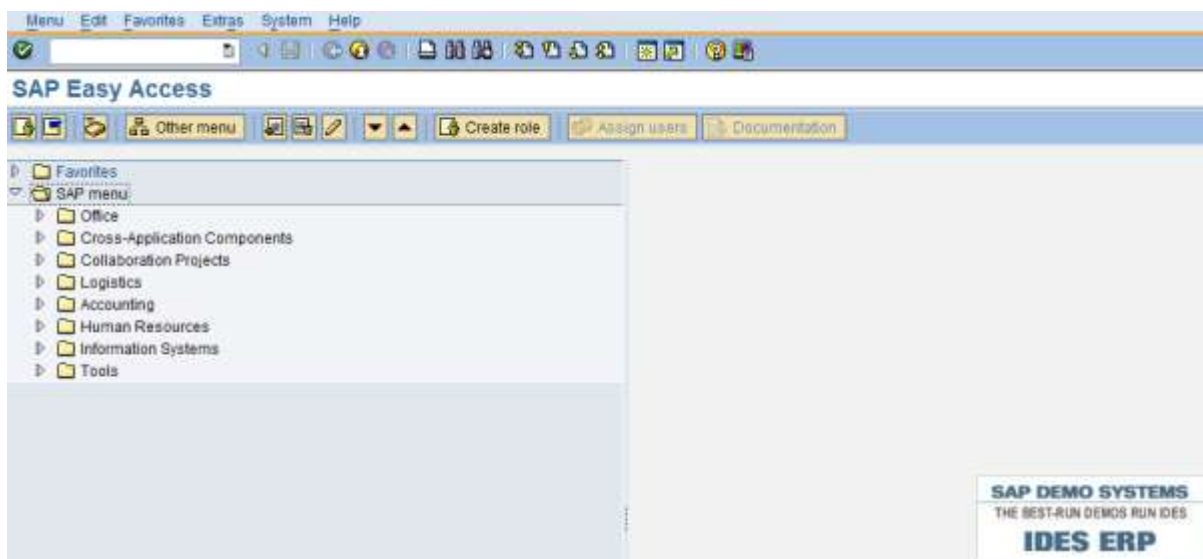 Menu Edit Favorites Extras System Help
SAP Easy Access
Other menu Create role Assign users Documentation
Favorites
SAP menu
Office
Cross-Application Components
Collaboration Projects
Logistics
Accounting
Human Resources
Information Systems
Tools
SAP DEMO SYSTEMS
THE BEST-RUN DEMOS RUN IDES
IDES ERP